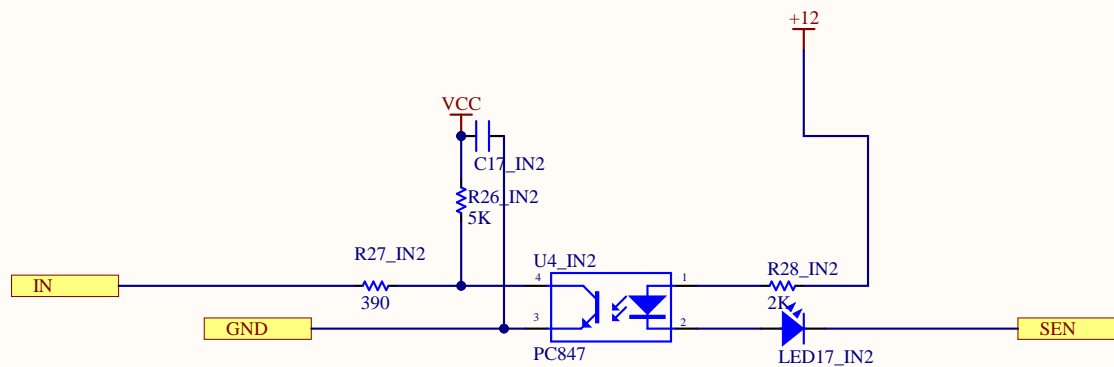 +12
VCC
C17_IN2
R26_IN2
5K
R27_IN2
U4_IN2
R28_IN2
IN
4
1
390
2K
GND
3
2
SEN
PC847
LED17_IN2